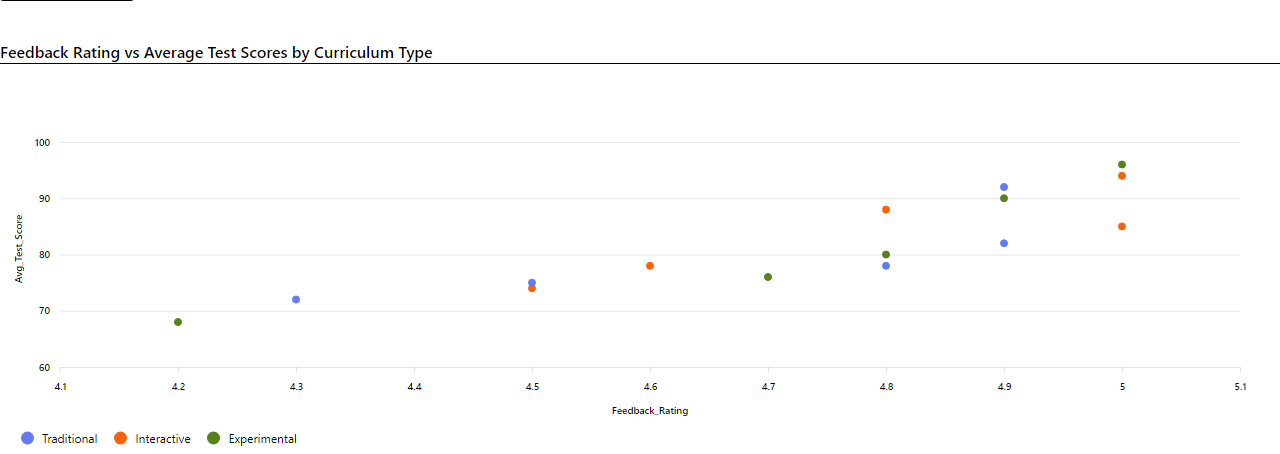 Feedback Rating vs Average Test Scores by Curriculum Type
100
90
80
70
60
Avg_Test_Score
4.1 4.2 4.3 4.4 4.5 4.6 4.7 4.8 4.9 5 5.1
Feedback_Rating
Traditional Interactive Experimental